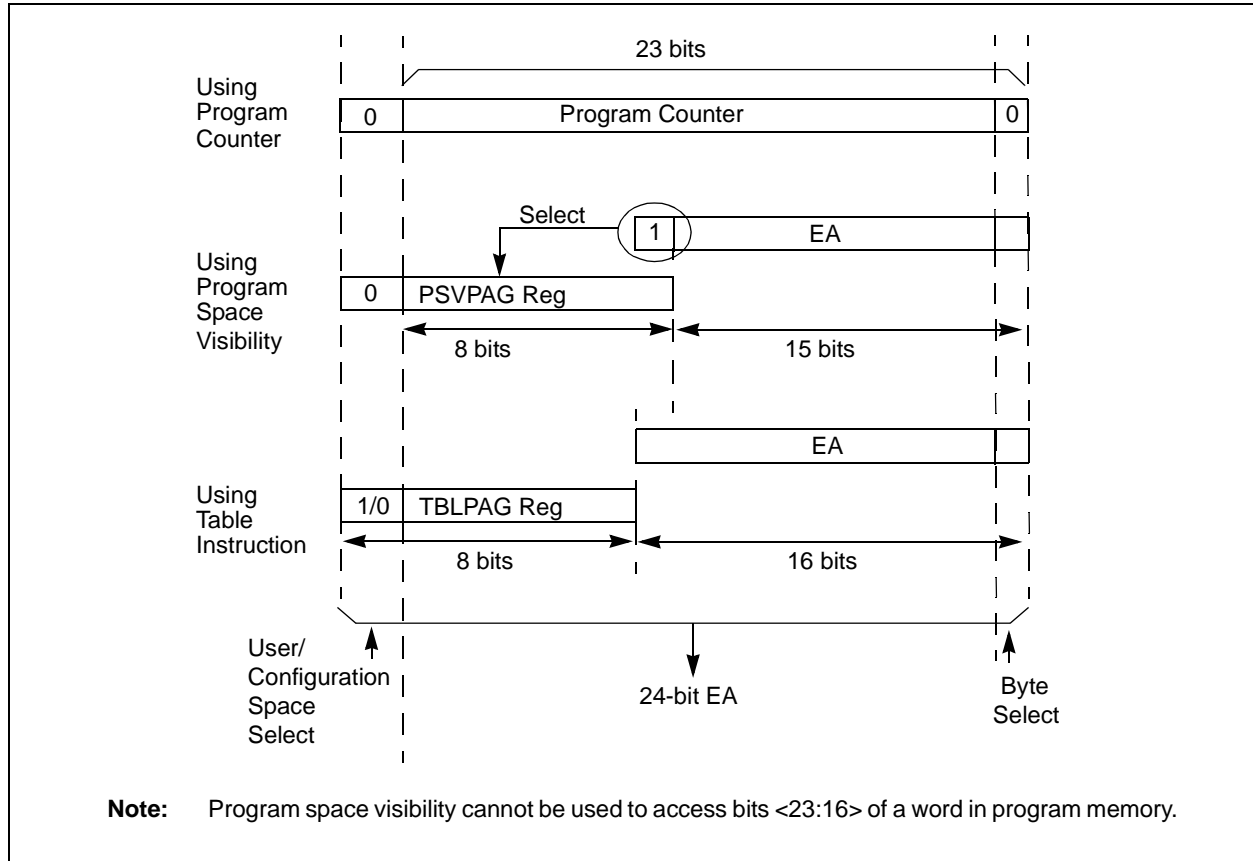 23 bits
Using
Program
Counter
0
Program Counter
0
Select
1
EA
Using
Program
Space
Visibility
0
PSVPAG Reg
8 bits
15 bits
EA
Using
Table
Instruction
1/0
TBLPAG Reg
8 bits
16 bits
User/
Configuration
Space
Select
24-bit EA
Byte
Select
Note: Program space visibility cannot be used to access bits <23:16> of a word in program memory.